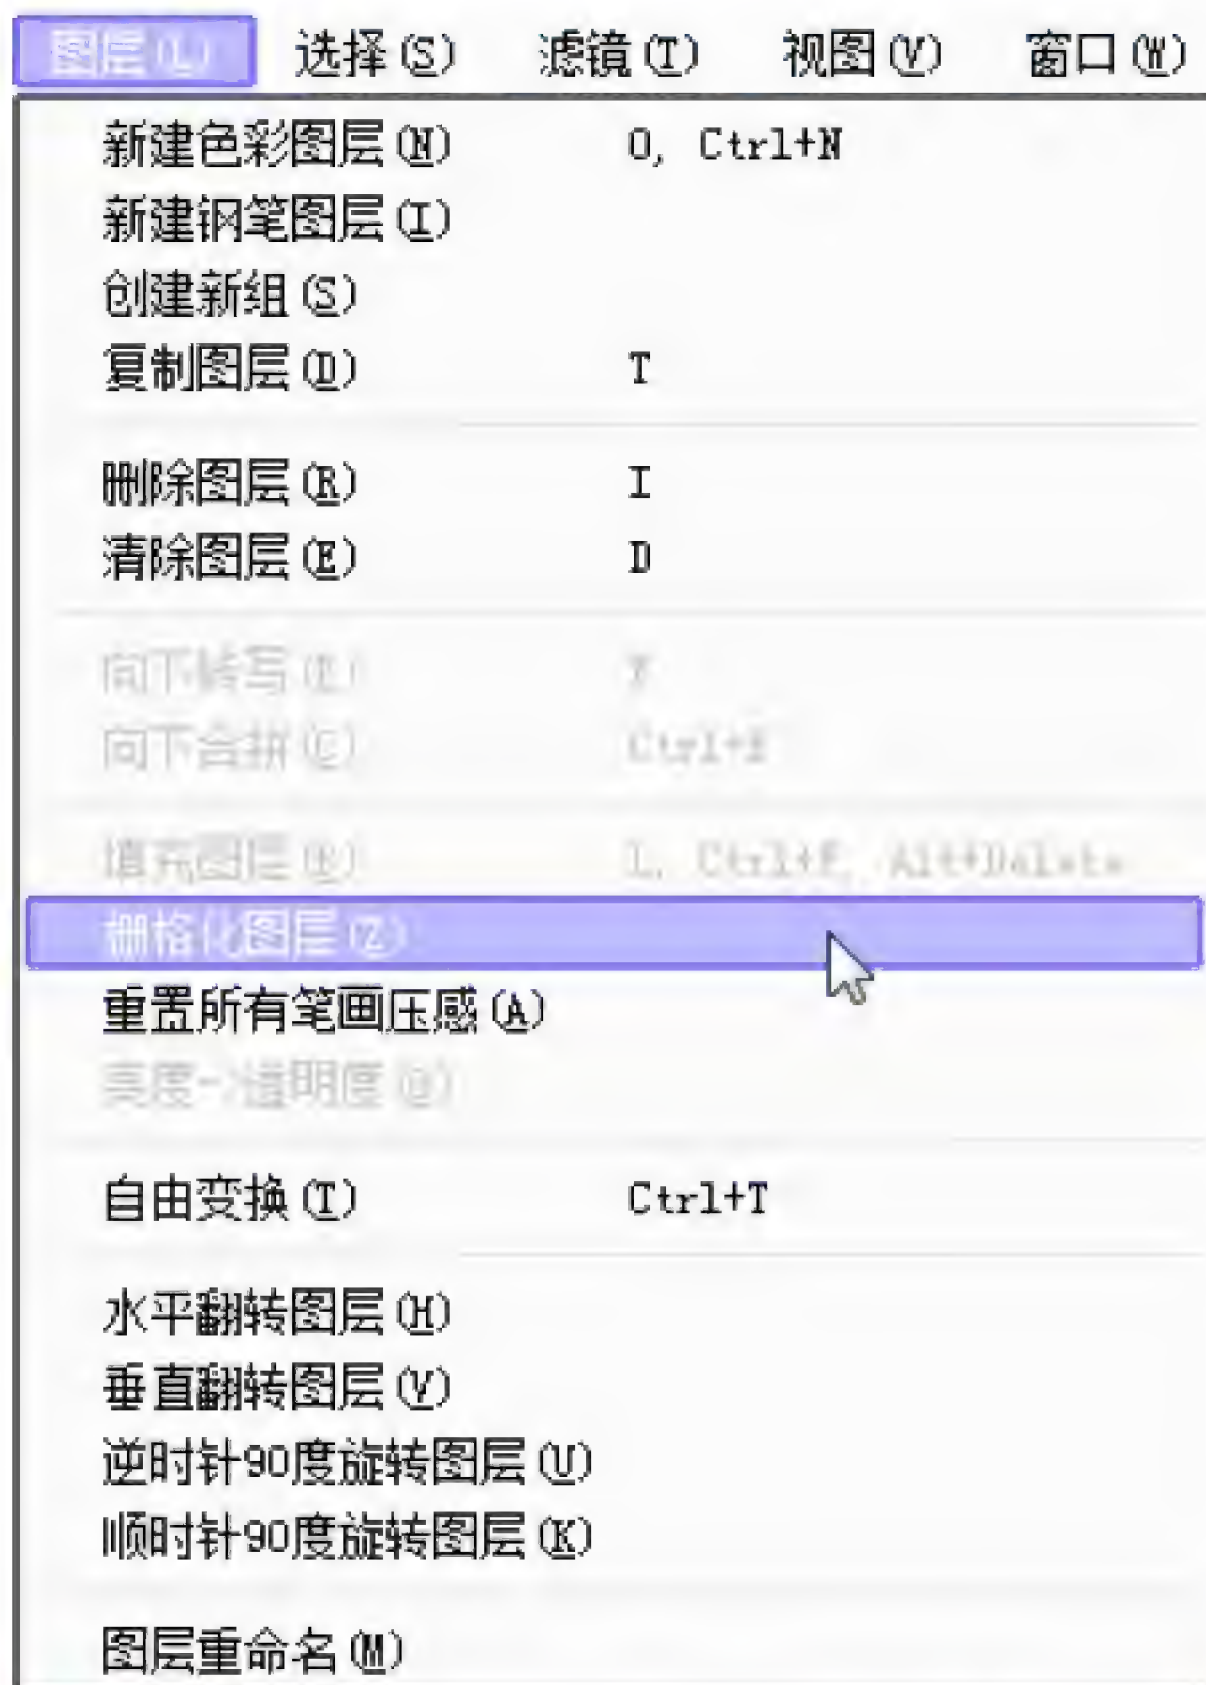 图层(L) 选择(S) 滤镜(T) 视图(V) 窗口(W)
新建色彩图层(N) O, Ctrl+N
新建钢笔图层(I)
创建新组(S)
复制图层(D) T
删除图层(R) I
清除图层(E) D
向下转写(P)
向下合拼(C) Ctrl+E
填充图层 L, Ctrl+F, Alt+Delete
栅格化图层(Z)
重置所有笔画压感(A)
亮度->透明度
自由变换(T) Ctrl+T
水平翻转图层(H)
垂直翻转图层(V)
逆时针90度旋转图层(U)
顺时针90度旋转图层(K)
图层重命名(M)